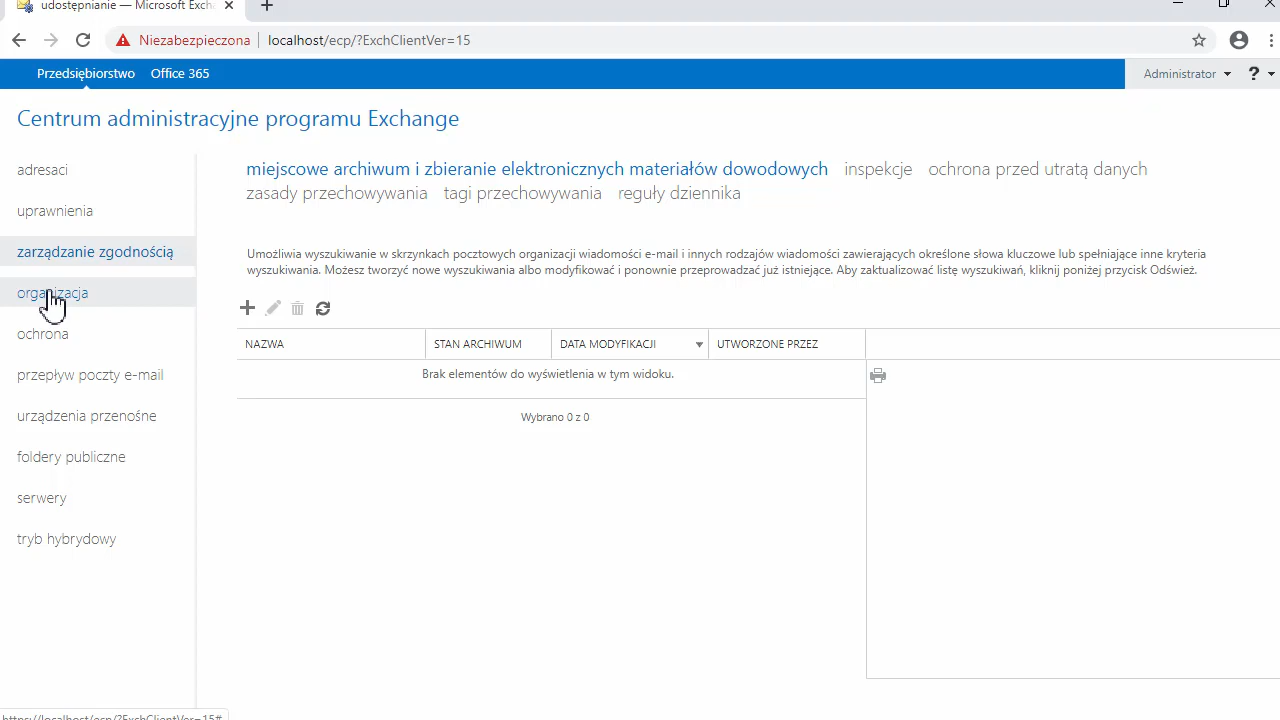 udostępnianie — Microsoft Exch
Niezabezpieczona
localhost/ecp/?ExchClientVer=15
Przedsiębiorstwo Office 365
Administrator ?
Centrum administracyjne programu Exchange
adresaci
uprawnienia
zarządzanie zgodnością
organizacja
ochrona
przepływ poczty e-mail
urządzenia przenośne
foldery publiczne
serwery
tryb hybrydowy
miejscowe archiwum i zbieranie elektronicznych materiałów dowodowych inspekcje ochrona przed utratą danych
zasady przechowywania tagi przechowywania reguły dziennika
Umożliwia wyszukiwanie w skrzynkach pocztowych organizacji wiadomości e-mail i innych rodzajów wiadomości zawierających określone słowa kluczowe lub spełniające inne kryteria
wyszukiwania. Możesz tworzyć nowe wyszukiwania albo modyfikować i ponownie przeprowadzać już istniejące. Aby zaktualizować listę wyszukiwań, kliknij poniżej przycisk Odśwież.
NAZWA STAN ARCHIWUM DATA MODYFIKACJI UTWORZONE PRZEZ
Brak elementów do wyświetlenia w tym widoku.
Wybrano 0 z 0
https://localhost/ecp/?ExchClientVer=15#